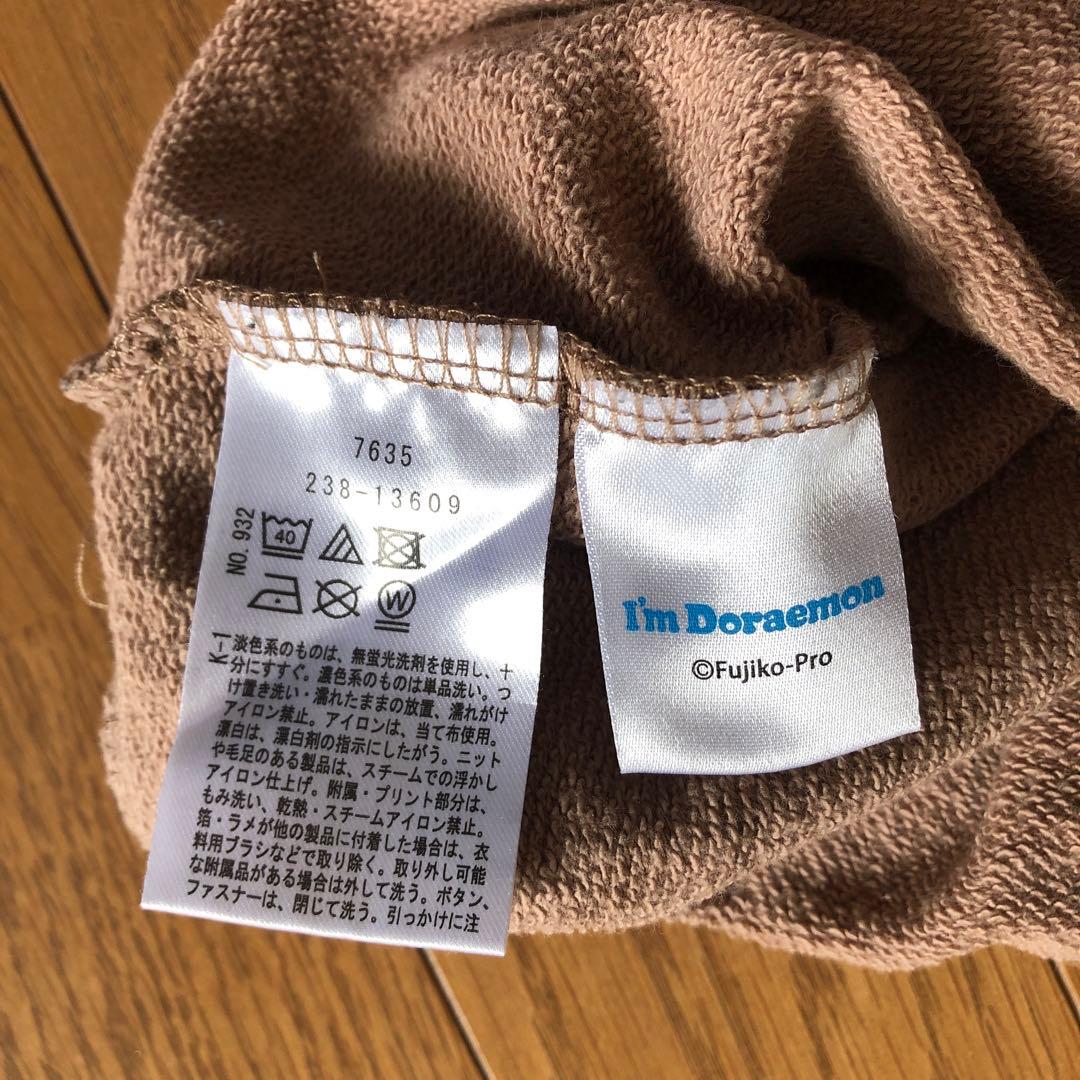 7635
238-13609
NO. 932
40
W
K-1
淡色系のものは、無蛍光洗剤を使用し、十
分にすすぐ。濃色系のものは単品洗い。つ
け置き洗い・濡れたままの放置、濡れがけ
アイロン禁止。アイロンは、当て布使用。
漂白は、漂白剤の指示にしたがう。ニット
や毛足のある製品は、スチームでの浮かし
アイロン仕上げ。附属・プリント部分は、
もみ洗い、乾熱・スチームアイロン禁止。
箔・ラメが他の製品に付着した場合は、衣
料用ブラシなどで取り除く。取り外し可能
な附属品がある場合は外して洗う。ボタン、
ファスナーは、閉じて洗う。引っかけに注
I'm Doraemon
©Fujiko-Pro